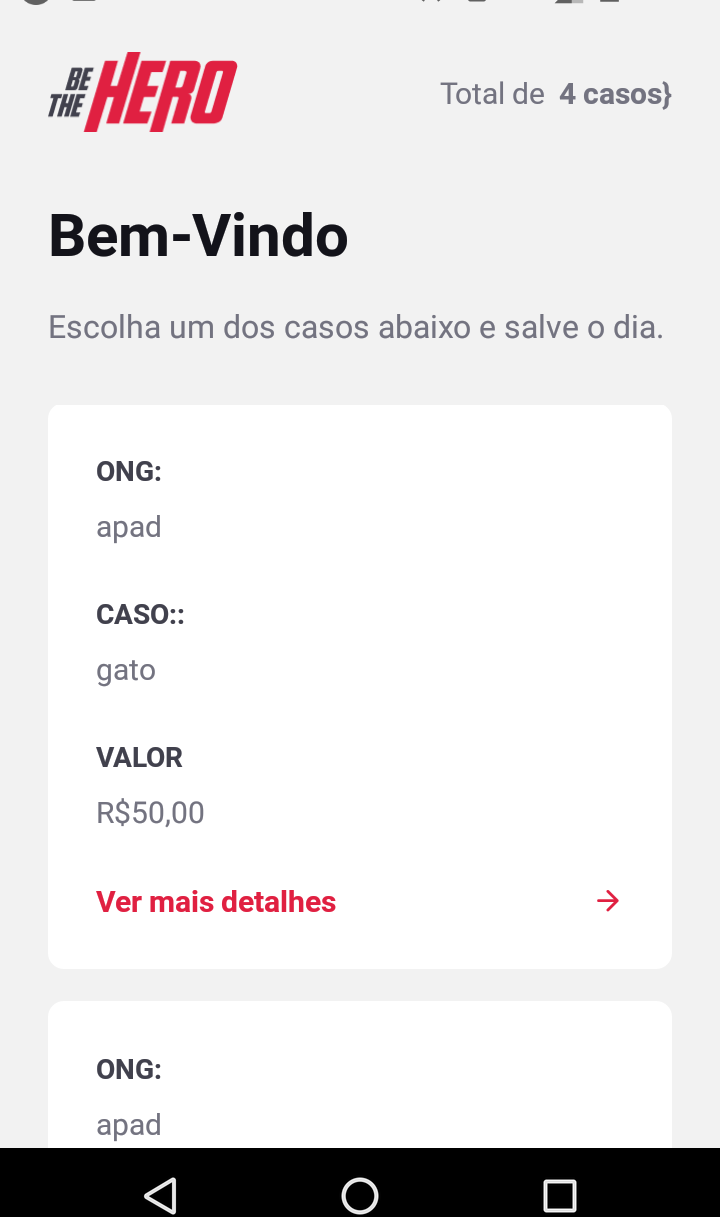 BE THE HERO
Total de 4 casos}
Bem-Vindo
Escolha um dos casos abaixo e salve o dia.
ONG:
apad
CASO::
gato
VALOR
R$50,00
Ver mais detalhes
ONG:
apad